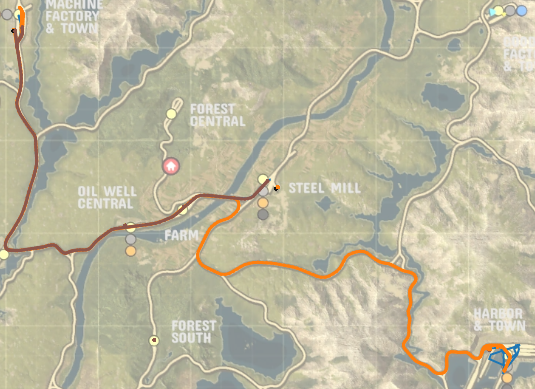 MACHINE
FACTORY
& TOWN
FOREST
CENTRAL
OIL WELL
CENTRAL
STEEL MILL
FARM
FOREST
SOUTH
HARBOR
& TOWN